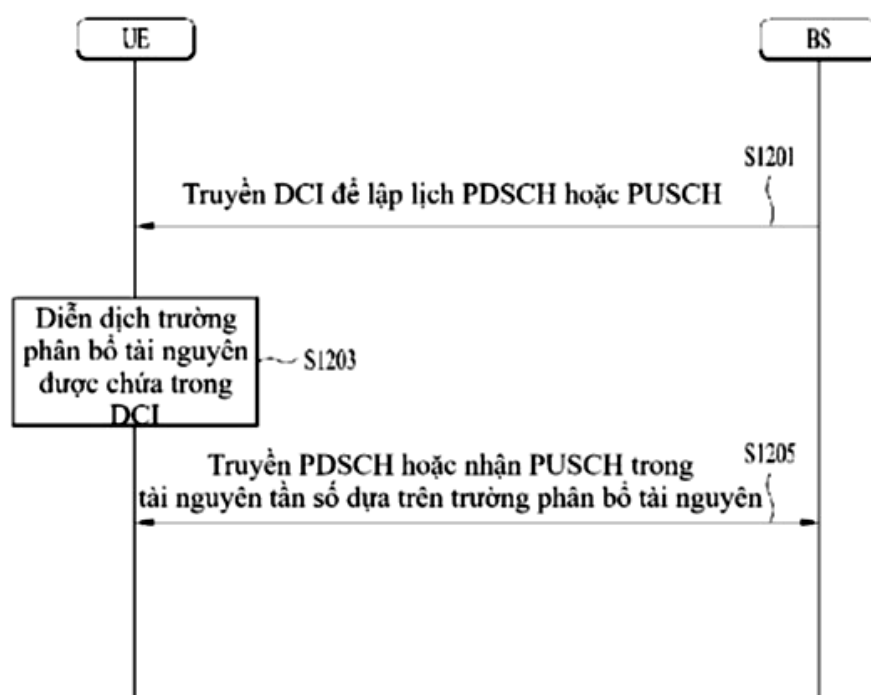 UE
BS
S1201
Truyền DCI để lập lịch PDSCH hoặc PUSCH
Diễn dịch trường
phân bổ tài nguyên
được chứa trong
DCI
S1203
S1205
Truyền PDSCH hoặc nhận PUSCH trong
tài nguyên tần số dựa trên trường phân bổ tài nguyên